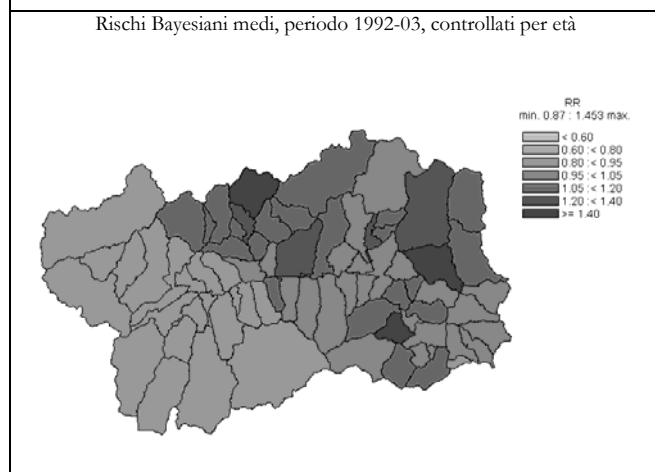 Rischi Bayesiani medi, periodo 1992-03, controllati per età
RR
min. 0.87 : 1.453 max.
< 0.60
0.60 :< 0.80
0.80 :< 0.95
0.95 :< 1.05
1.05 :< 1.20
1.20 :< 1.40
>= 1.40